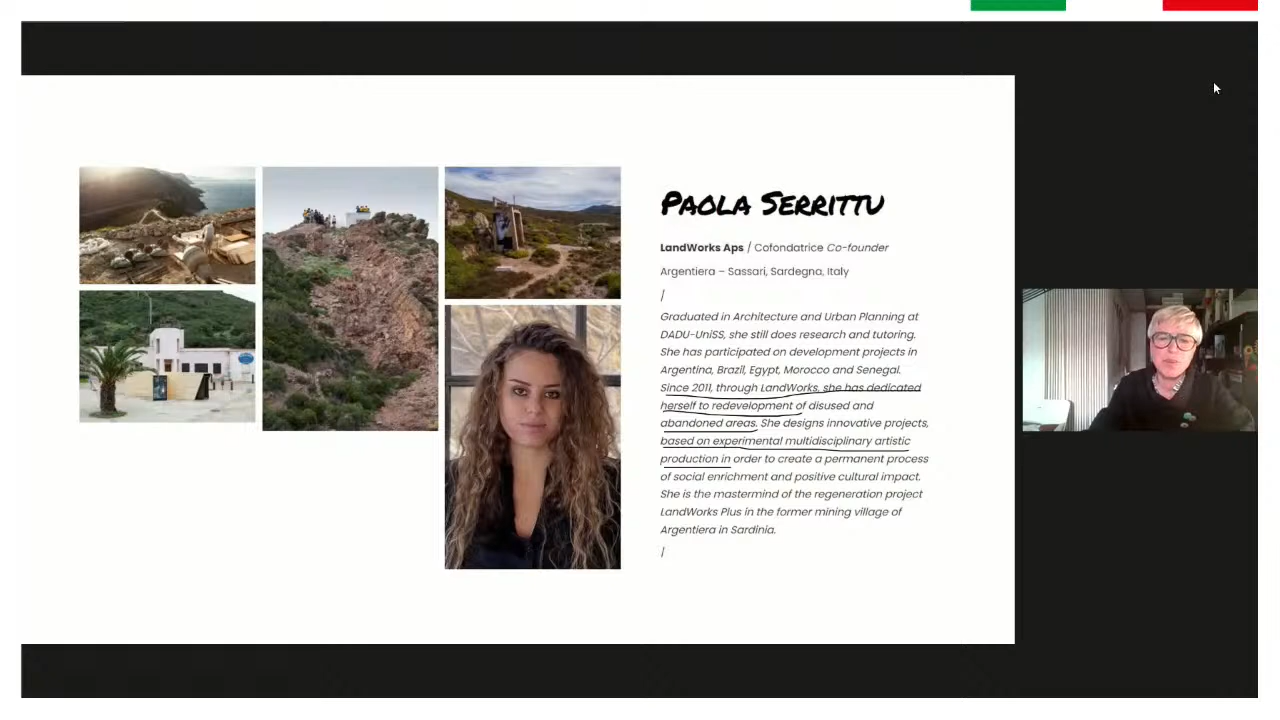 PAOLA SERRITTU
LandWorks Aps / Cofondatrice Co-founder
Argentiera – Sassari, Sardegna, Italy
/
Graduated in Architecture and Urban Planning at
DADU-UniSS, she still does research and tutoring.
She has participated on development projects in
Argentina, Brazil, Egypt, Morocco and Senegal.
Since 2011, through LandWorks, she has dedicated
herself to redevelopment of disused and
abandoned areas. She designs innovative projects,
based on experimental multidisciplinary artistic
production in order to create a permanent process
of social enrichment and positive cultural impact.
She is the mastermind of the regeneration project
LandWorks Plus in the former mining village of
Argentiera in Sardinia.
/